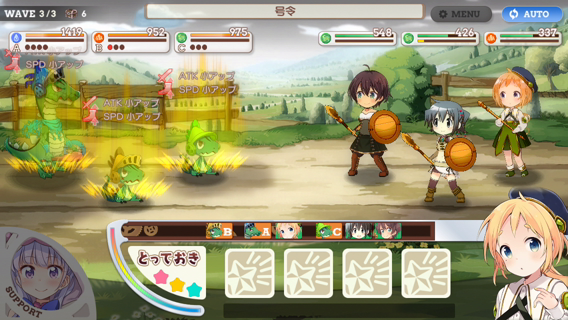 WAVE 3/3
6
号令
MENU
AUTO
1419
A
952
B
975
C
548
426
337
SPD 小アップ
ATK 小アップ
SPD 小アップ
ATK 小アップ
SPD 小アップ
B
A
C
とっておき
SUPPORT